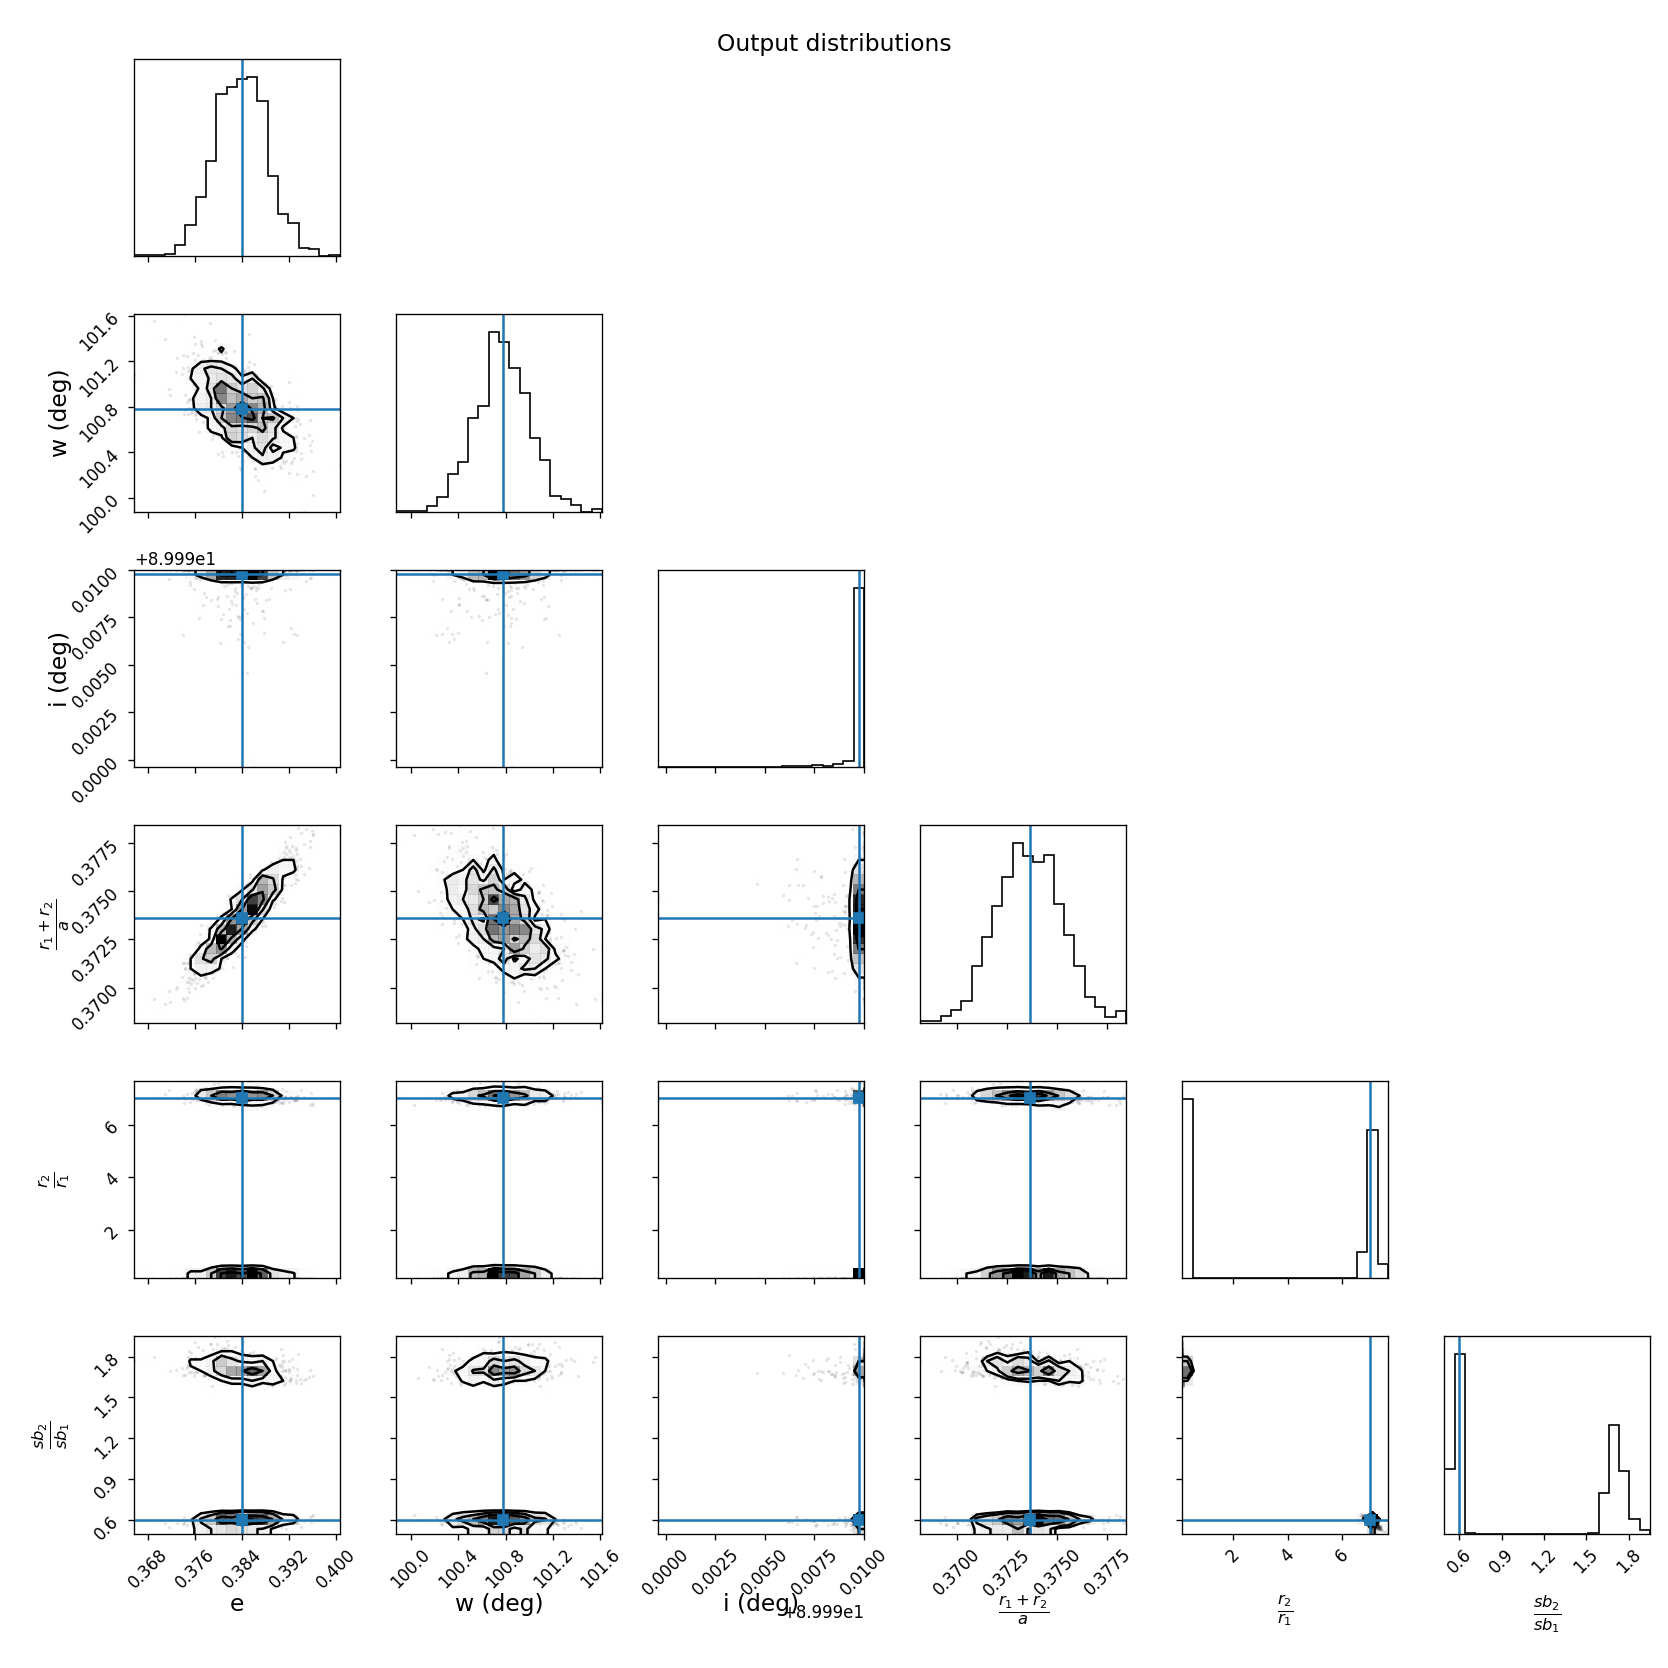 Output distributions
w (deg)
101.6
101.2
100.8
100.4
100.0
+8.999e1
i (deg)
0.0100
0.0075
0.0050
0.0025
0.0000
r₁ + r₂
a
0.3775
0.3750
0.3725
0.3700
r₂
r₁
6
4
2
sb₂
sb₁
1.8
1.5
1.2
0.9
0.6
0.368 0.376 0.384 0.392 0.400
100.0 100.4 100.8 101.2 101.6
0.0000 0.0025 0.0050 0.0075 0.0100
0.3700 0.3725 0.3750 0.3775
2 4 6
0.6 0.9 1.2 1.5 1.8
e
w (deg)
i (deg)
+8.999e1
r₁ + r₂
a
r₂
r₁
sb₂
sb₁